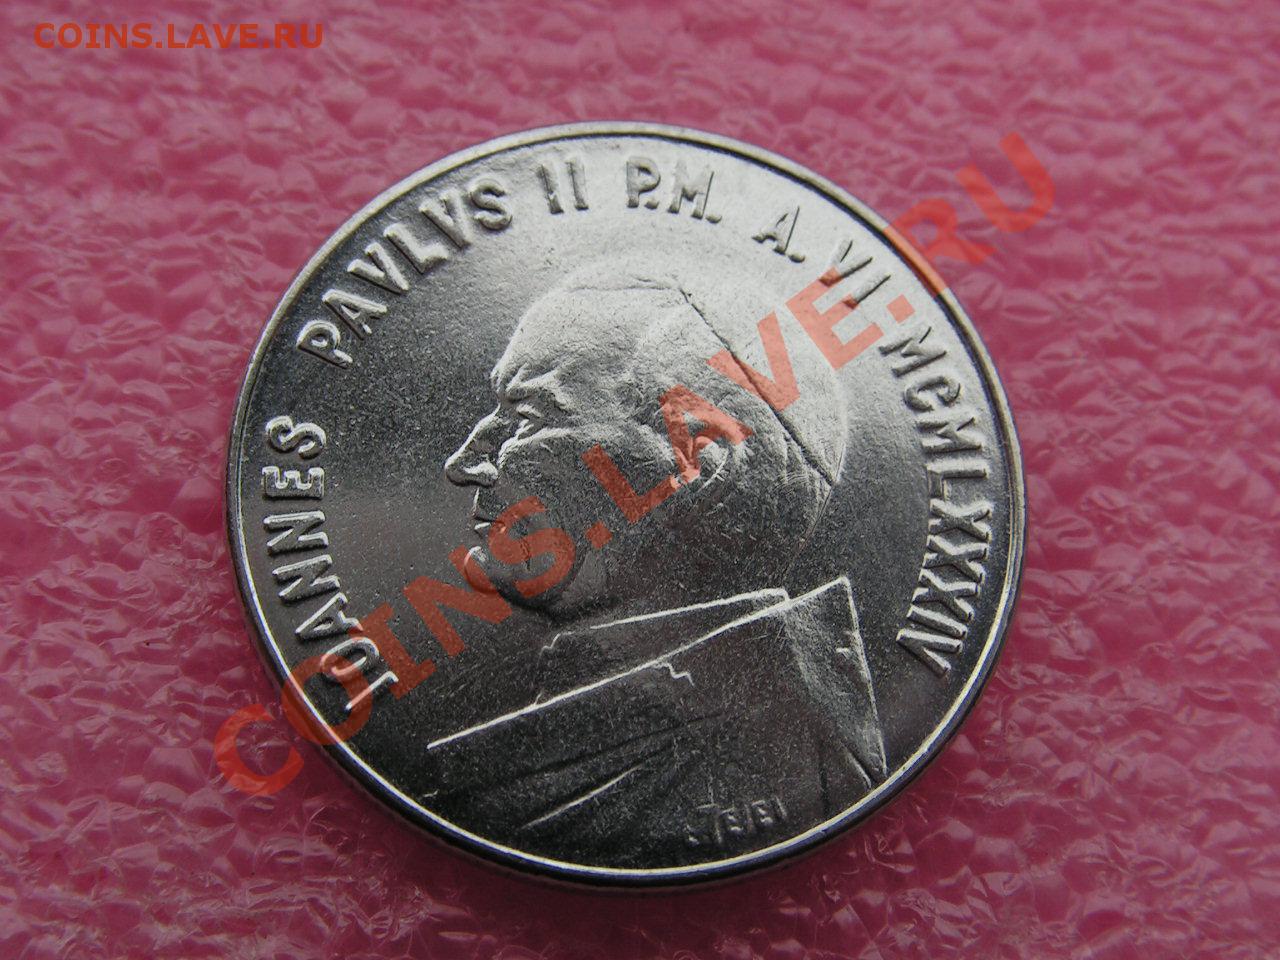 COINS.LAVE.RU
IOANNES PAVLVS II P.M. A. VI MCMLXXXIV
COINS.LAVE.RU